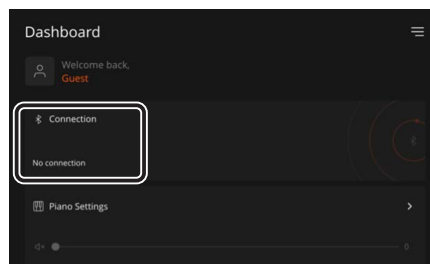 Dashboard
Welcome back,
Guest
Connection
No connection
Piano Settings
0